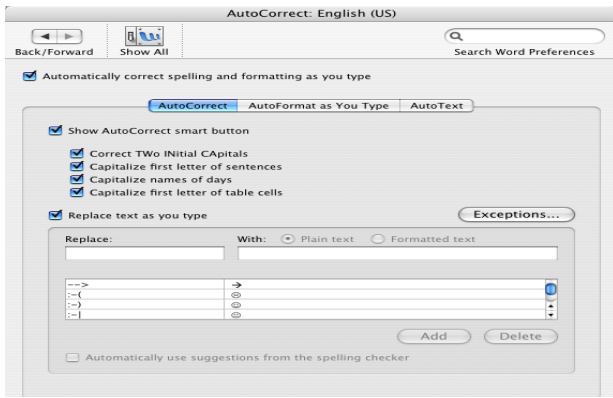 AutoCorrect: English (US)
Back/Forward Show All Search Word Preferences
Automatically correct spelling and formatting as you type
AutoCorrect AutoFormat as You Type AutoText
Show AutoCorrect smart button
Correct TWo INitial CApitals
Capitalize first letter of sentences
Capitalize names of days
Capitalize first letter of table cells
Replace text as you type Exceptions...
Replace: With: Plain text Formatted text
--> →
:-( ☹
:-) ☺
:-| 😐
Add Delete
Automatically use suggestions from the spelling checker